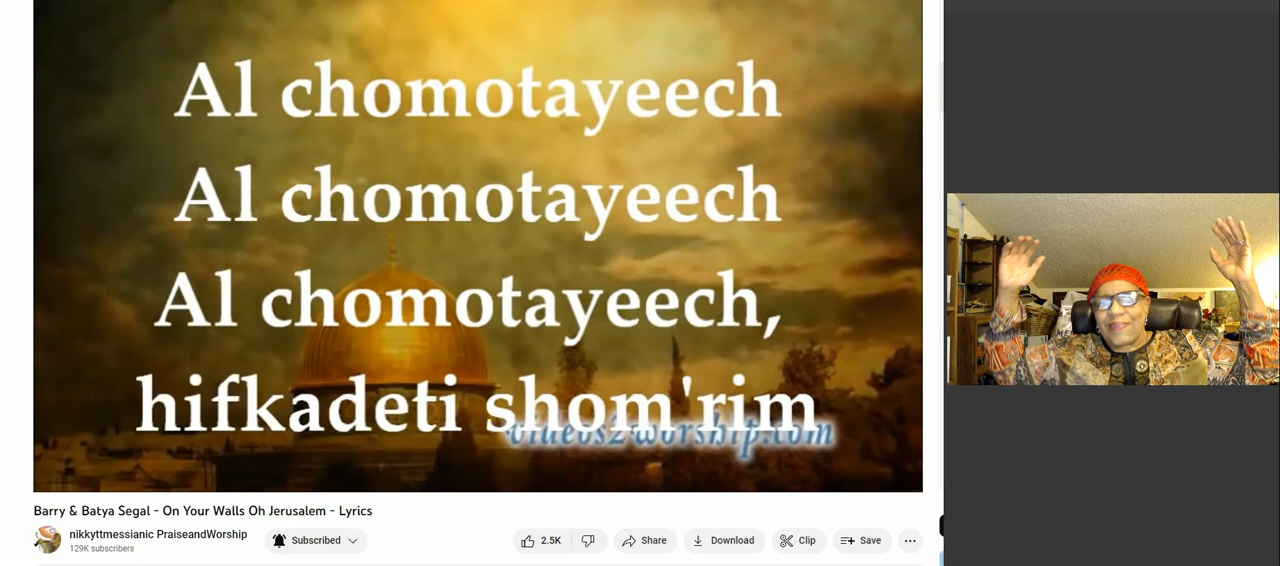 Al chomotayeech
Al chomotayeech
Al chomotayeech,
hifkadeti shom'rim
videos2worship.com
Barry & Batya Segal - On Your Walls Oh Jerusalem - Lyrics
nikkyttmessianic PraiseandWorship
129K subscribers
Subscribed
2.5K
Share
Download
Clip
Save